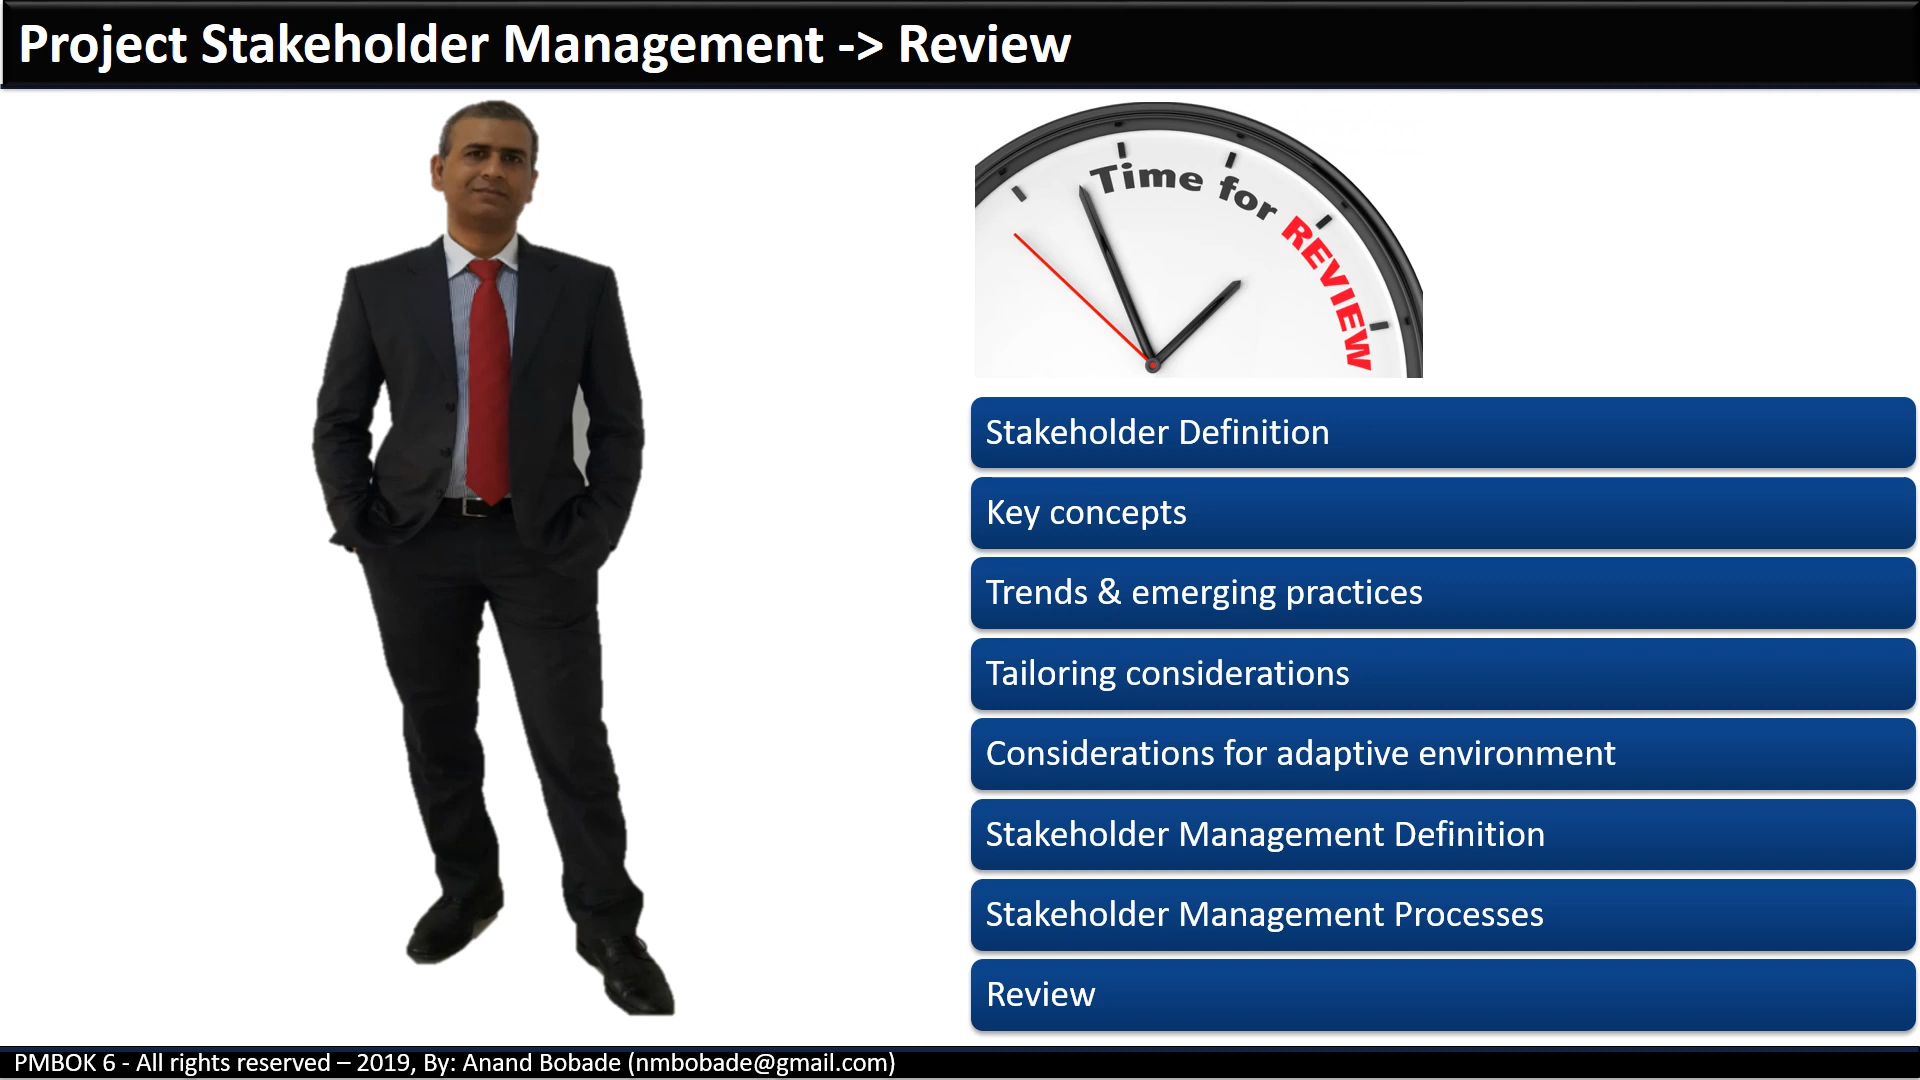 Project Stakeholder Management -> Review
Time for REVIEW
Stakeholder Definition
Key concepts
Trends & emerging practices
Tailoring considerations
Considerations for adaptive environment
Stakeholder Management Definition
Stakeholder Management Processes
Review
PMBOK 6 - All rights reserved – 2019, By: Anand Bobade (nmbobade@gmail.com)